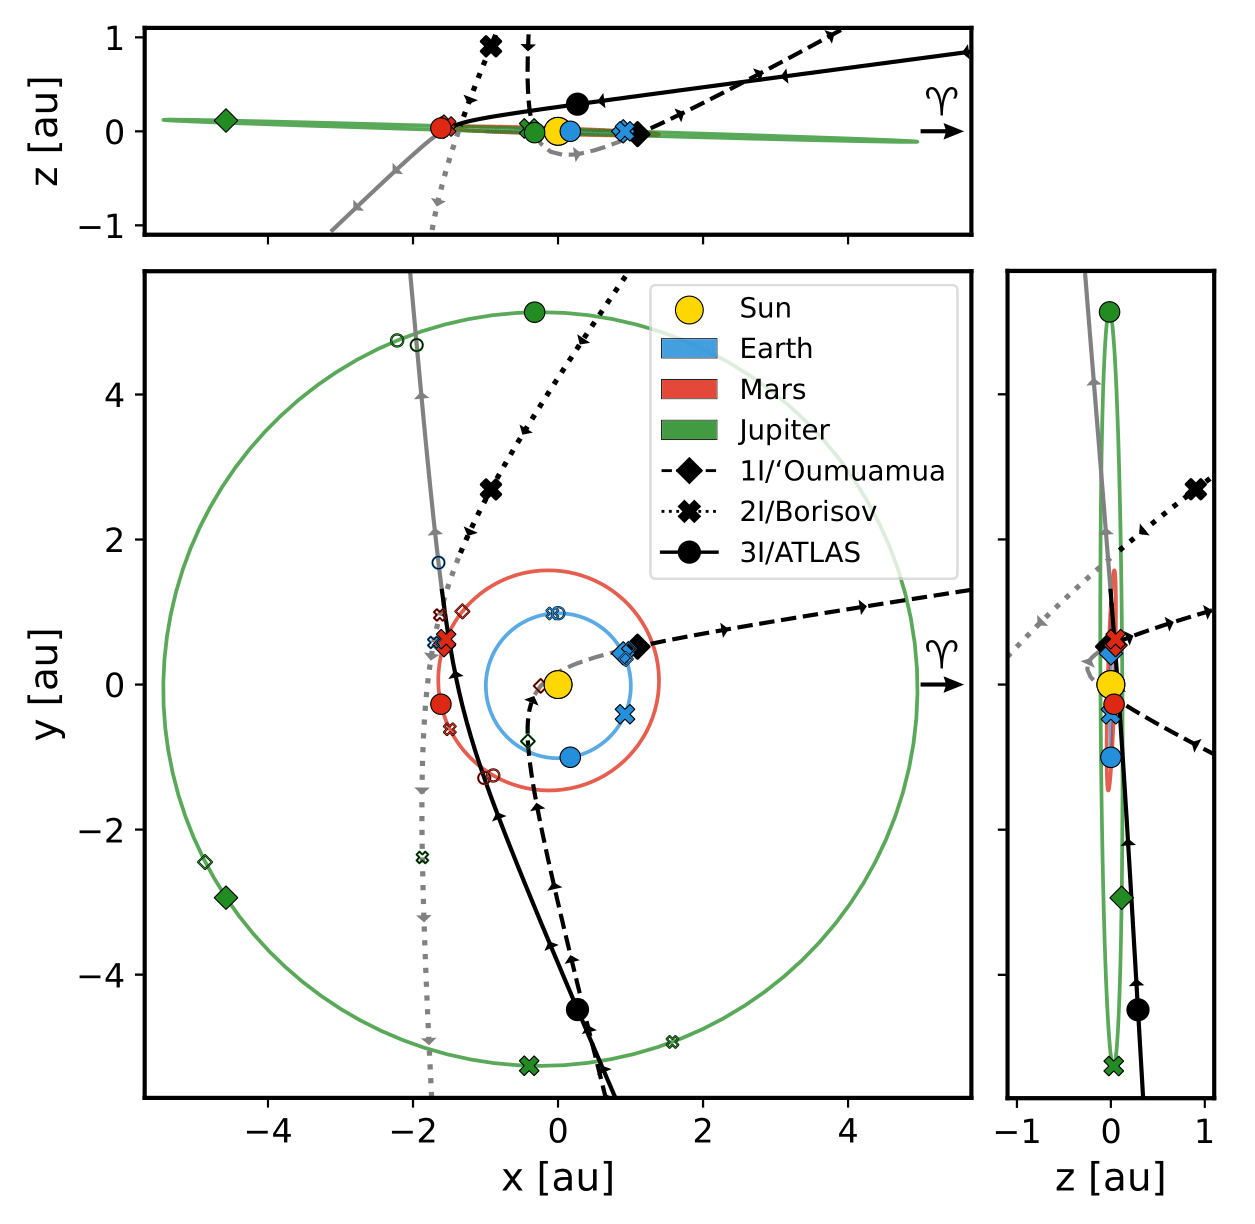 1
0
−1
z [au]
♈
Sun
Earth
Mars
Jupiter
1I/‘Oumuamua
2I/Borisov
3I/ATLAS
4
2
0
−2
−4
y [au]
♈
−4
−2
0
2
4
x [au]
−1
0
1
z [au]